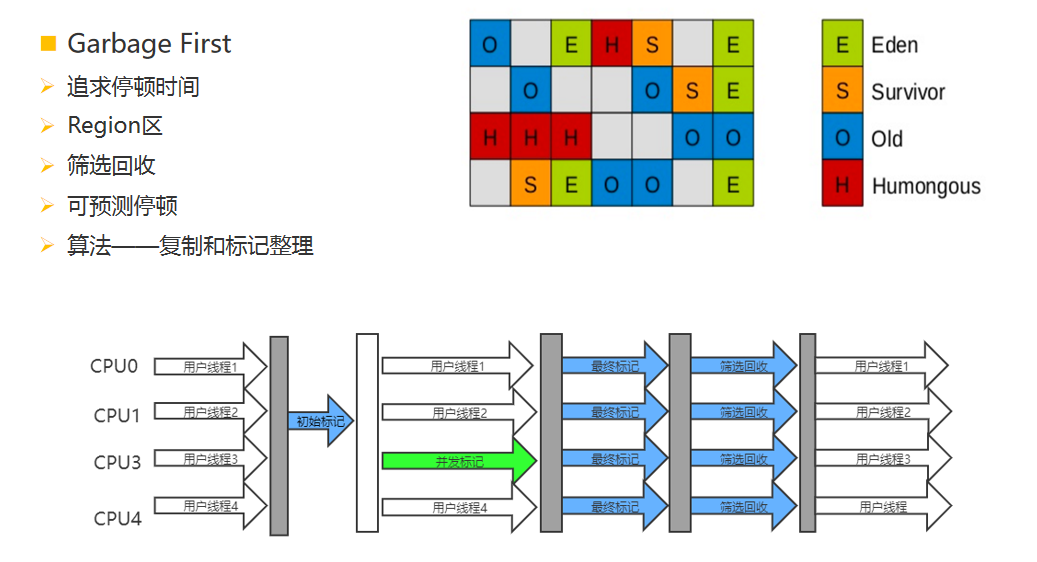 Garbage First
追求停顿时间
Region区
筛选回收
可预测停顿
算法——复制和标记整理
O E H S E
O O S E
H H H O O
S E O O E
E Eden
S Survivor
O Old
H Humongous
CPU0 用户线程1 用户线程1 最终标记 筛选回收 用户线程1
CPU1 用户线程2 初始标记 用户线程2 最终标记 筛选回收 用户线程2
CPU3 用户线程3 并发标记 最终标记 筛选回收 用户线程3
CPU4 用户线程4 用户线程4 最终标记 筛选回收 用户线程